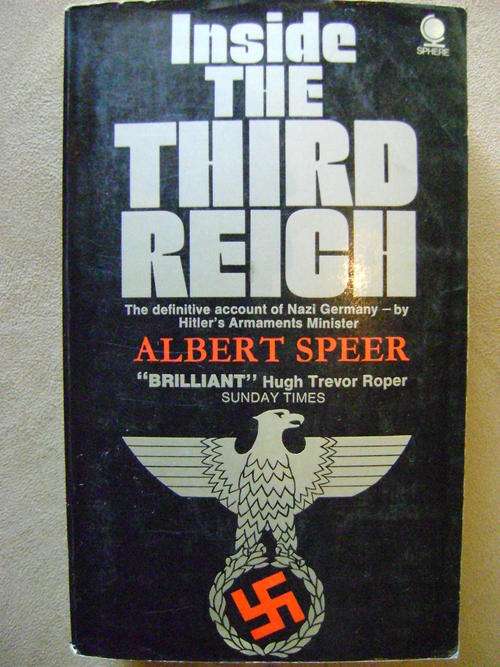 Inside
SPHERE
THE
THIRD
REICH
The definitive account of Nazi Germany – by
Hitler's Armaments Minister
ALBERT SPEER
"BRILLIANT" Hugh Trevor Roper
SUNDAY TIMES